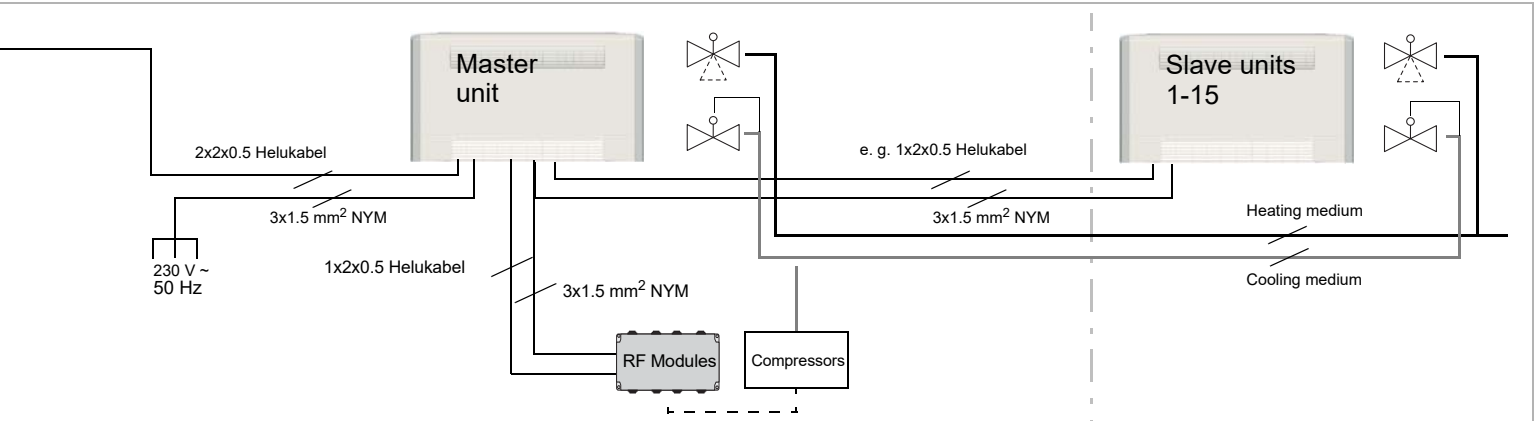 Master
unit
Slave units
1-15
2x2x0.5 Helukabel
e. g. 1x2x0.5 Helukabel
3x1.5 mm² NYM
3x1.5 mm² NYM
Heating medium
230 V ~
50 Hz
1x2x0.5 Helukabel
3x1.5 mm² NYM
Cooling medium
RF Modules
Compressors